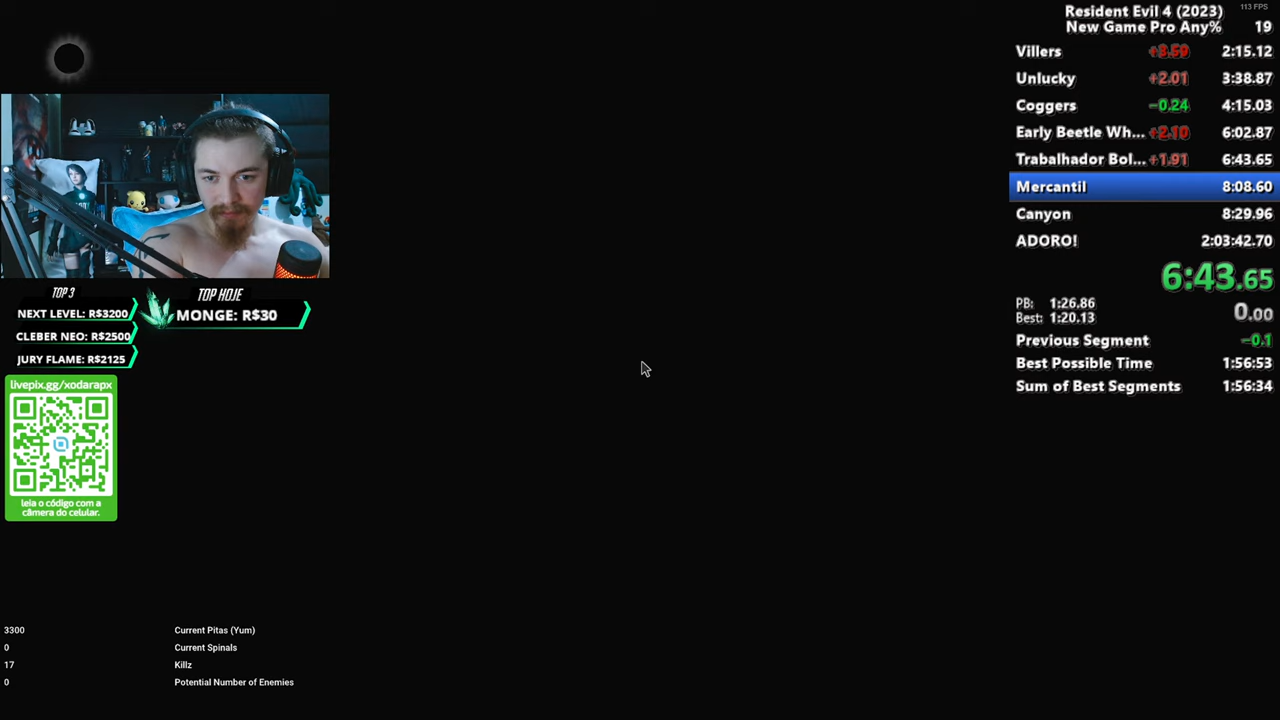 113 FPS
Resident Evil 4 (2023)
New Game Pro Any% 19
Villers +3.59 2:15.12
Unlucky +2.01 3:38.87
Coggers −0.24 4:15.03
Early Beetle Wh... +2.10 6:02.87
Trabalhador Bol... +1.91 6:43.65
Mercantil 8:08.60
Canyon 8:29.96
ADORO! 2:03:42.70
6:43.65
PB: 1:26.86
Best: 1:20.13
0.00
Previous Segment −0.1
Best Possible Time 1:56:53
Sum of Best Segments 1:56:34
TOP 3
NEXT LEVEL: R$3200
CLEBER NEO: R$2500
JURY FLAME: R$2125
TOP HOJE
MONGE: R$30
livepix.gg/xodarapx
leia o código com a
câmera do celular.
3300 Current Pitas (Yum)
0 Current Spinals
17 Killz
0 Potential Number of Enemies